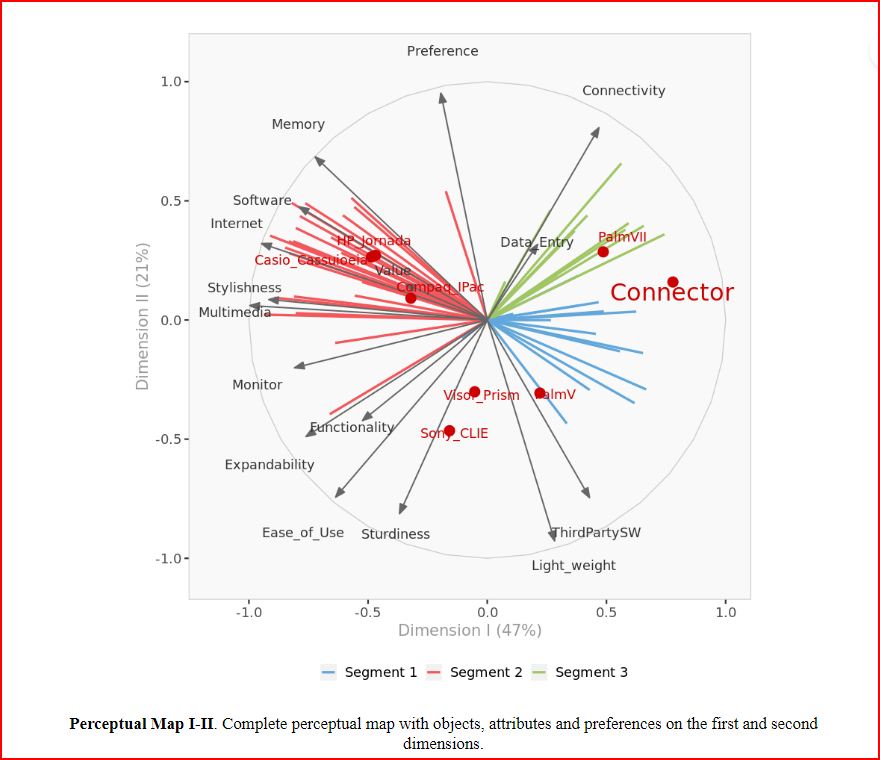 Preference
Connectivity
1.0
Memory
Software
0.5
Internet
HP_Jornada
Data_Entry
PalmVII
Casio_Cassuioeia
Value
Stylishness
Compaq_IPac
Connector
Multimedia
0.0
Dimension II (21%)
Monitor
Visor_Prism
PalmV
Functionality
Sony_CLIE
-0.5
Expandability
Ease_of_Use
Sturdiness
ThirdPartySW
-1.0
Light_weight
-1.0 -0.5 0.0 0.5 1.0
Dimension I (47%)
Segment 1 Segment 2 Segment 3
Perceptual Map I-II. Complete perceptual map with objects, attributes and preferences on the first and second
dimensions.